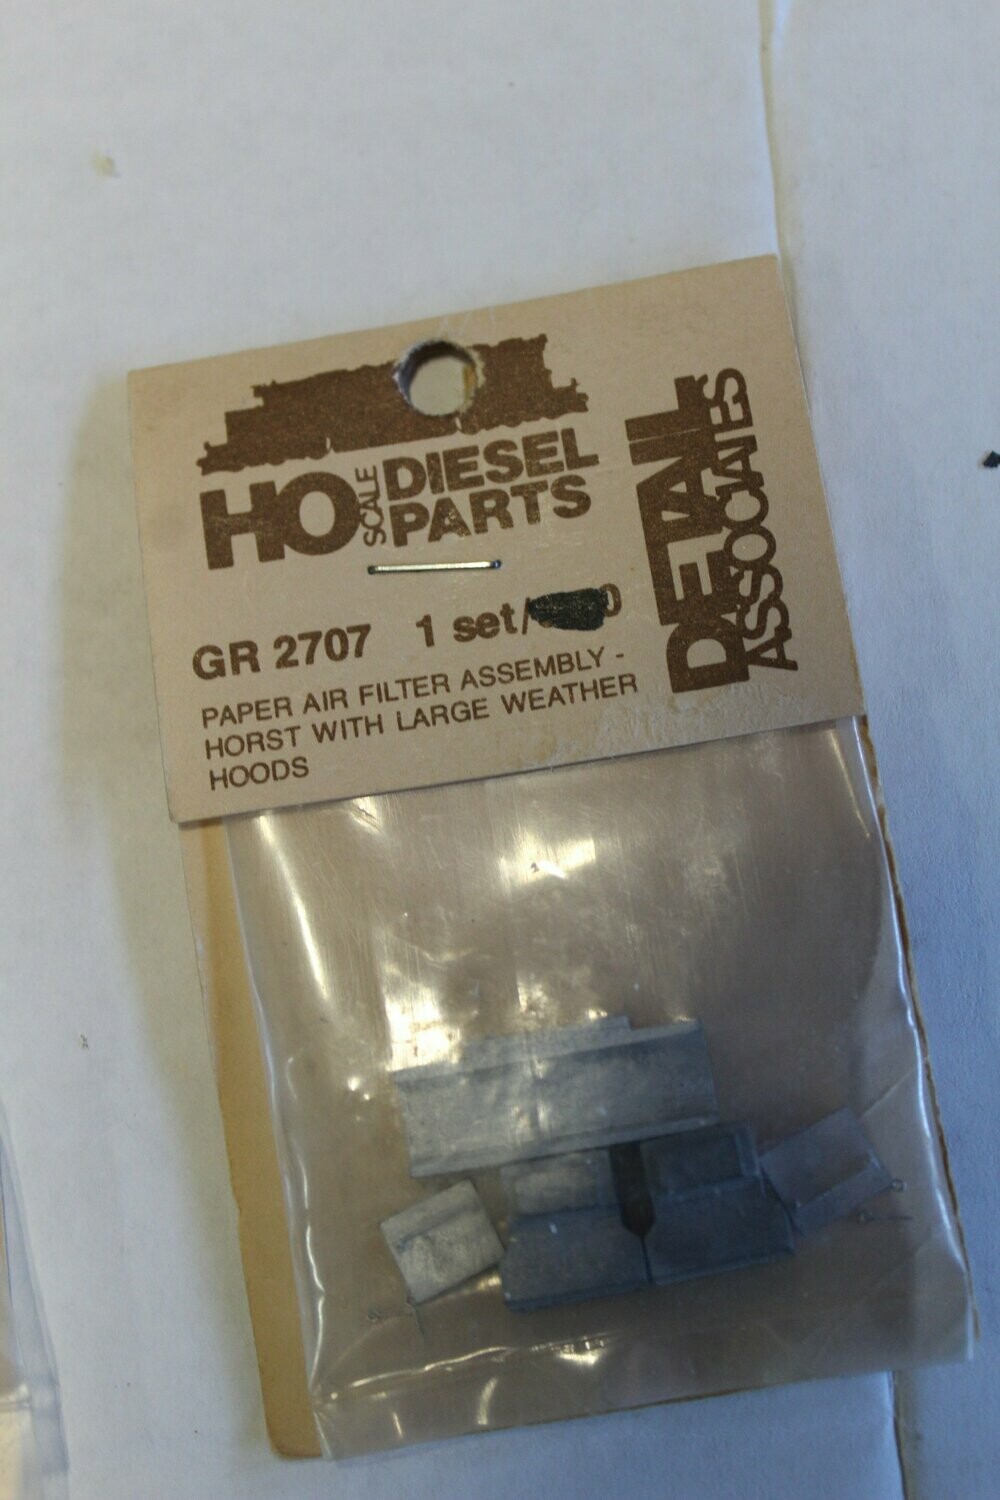 HO SCALE DIESEL PARTS
DETAIL ASSOCIATES
GR 2707 1 set/ 0
PAPER AIR FILTER ASSEMBLY -
HORST WITH LARGE WEATHER
HOODS